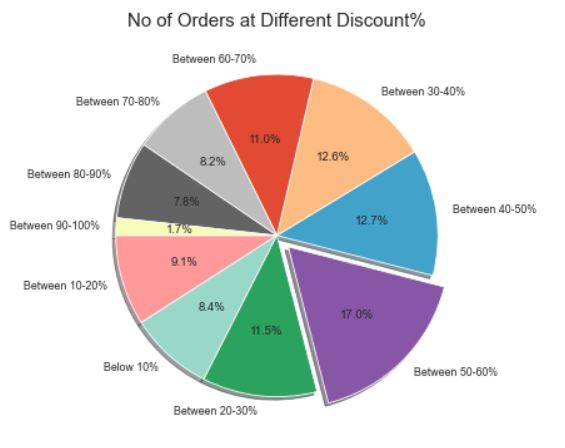 No of Orders at Different Discount%
Between 60-70%
Between 30-40%
Between 70-80%
11.0%
12.6%
8.2%
Between 80-90%
7.8%
Between 40-50%
12.7%
Between 90-100%
1.7%
9.1%
Between 10-20%
8.4%
17.0%
11.5%
Below 10%
Between 50-60%
Between 20-30%